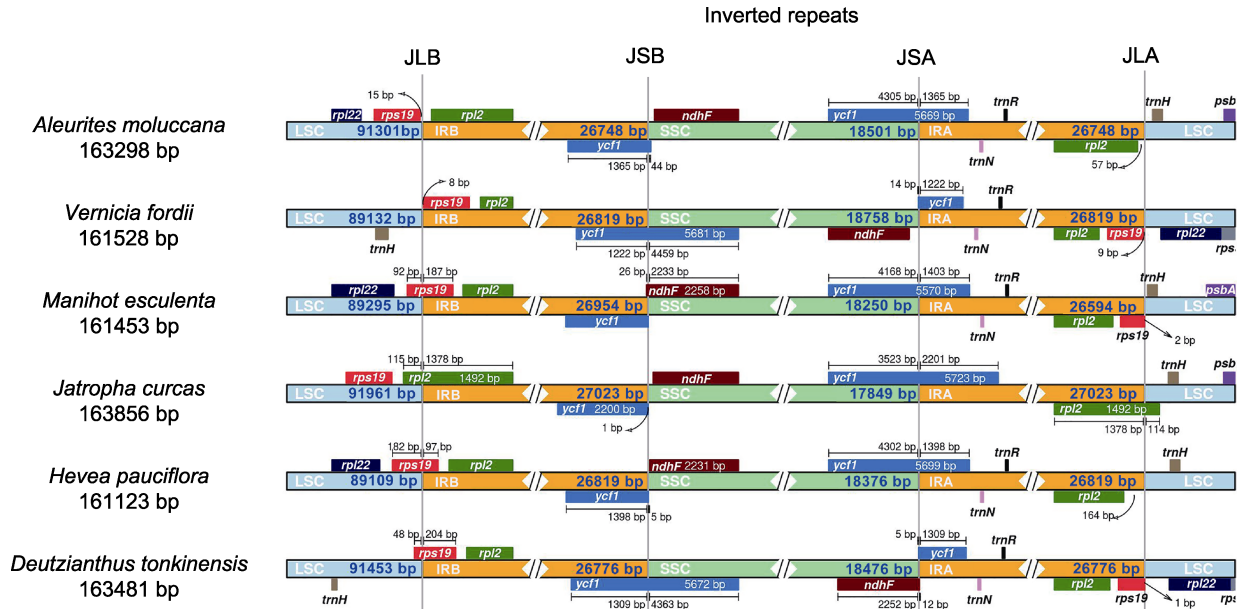 Inverted repeats
JLB JSB JSA JLA
15 bp 4305 bp 1365 bp
rpl22 rps19 rpl2 ndhF ycf1 5669 bp trnR trnH psb
Aleurites moluccana
163298 bp
LSC 91301bp IRB 26748 bp SSC 18501 bp IRA 26748 bp LSC
ycf1 trnN rpl2
1365 bp 44 bp 57 bp
8 bp 14 bp 1222 bp
rps19 rpl2 ycf1 trnR
Vernicia fordii
161528 bp
LSC 89132 bp IRB 26819 bp SSC 18758 bp IRA 26819 bp LSC
trnH ycf1 5681 bp ndhF trnN rpl2 rps19 rpl22 rps
1222 bp 4459 bp 9 bp
92 bp 187 bp 26 bp 2233 bp 4168 bp 1403 bp
rpl22 rps19 rpl2 ndhF 2258 bp ycf1 5570 bp trnR trnH psbA
Manihot esculenta
161453 bp
LSC 89295 bp IRB 26954 bp SSC 18250 bp IRA 26594 bp LSC
ycf1 trnN rpl2 rps19
2 bp
115 bp 1378 bp 3523 bp 2201 bp
rps19 rpl2 1492 bp ndhF ycf1 5723 bp trnH psb
Jatropha curcas
163856 bp
LSC 91961 bp IRB 27023 bp SSC 17849 bp IRA 27023 bp LSC
ycf1 2200 bp rpl2 1492 bp
1 bp 1378 bp 114 bp
182 bp 97 bp 4302 bp 1398 bp
rpl22 rps19 rpl2 ndhF 2231 bp ycf1 5699 bp trnR trnH
Hevea pauciflora
161123 bp
LSC 89109 bp IRB 26819 bp SSC 18376 bp IRA 26819 bp LSC
ycf1 trnN rpl2
1398 bp 5 bp 164 bp
48 bp 204 bp 5 bp 1309 bp
rps19 rpl2 ycf1 trnR
Deutzianthus tonkinensis
163481 bp
LSC 91453 bp IRB 26776 bp SSC 18476 bp IRA 26776 bp LSC
trnH ycf1 5672 bp ndhF trnN rpl2 rps19 rpl22 rps
1309 bp 4363 bp 2252 bp 12 bp 1 bp